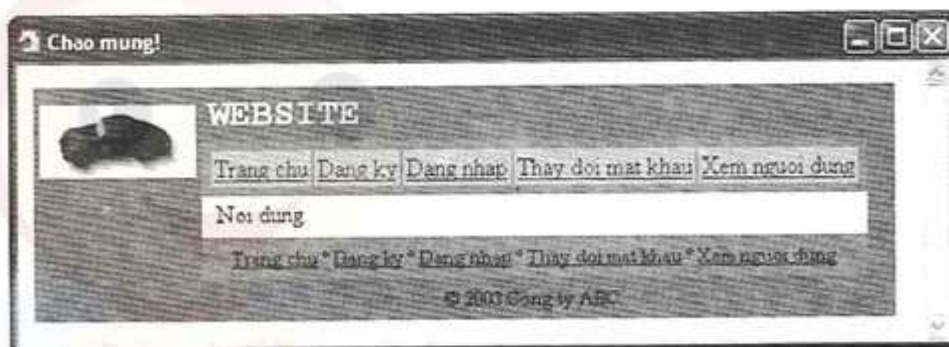 Chao mung!
WEBSITE
Trang chu Dang ky Dang nhap Thay doi mat khau Xem nguoi dung
Noi dung
Trang chu * Dang ky * Dang nhap * Thay doi mat khau * Xem nguoi dung
© 2003 Cong ty ABC